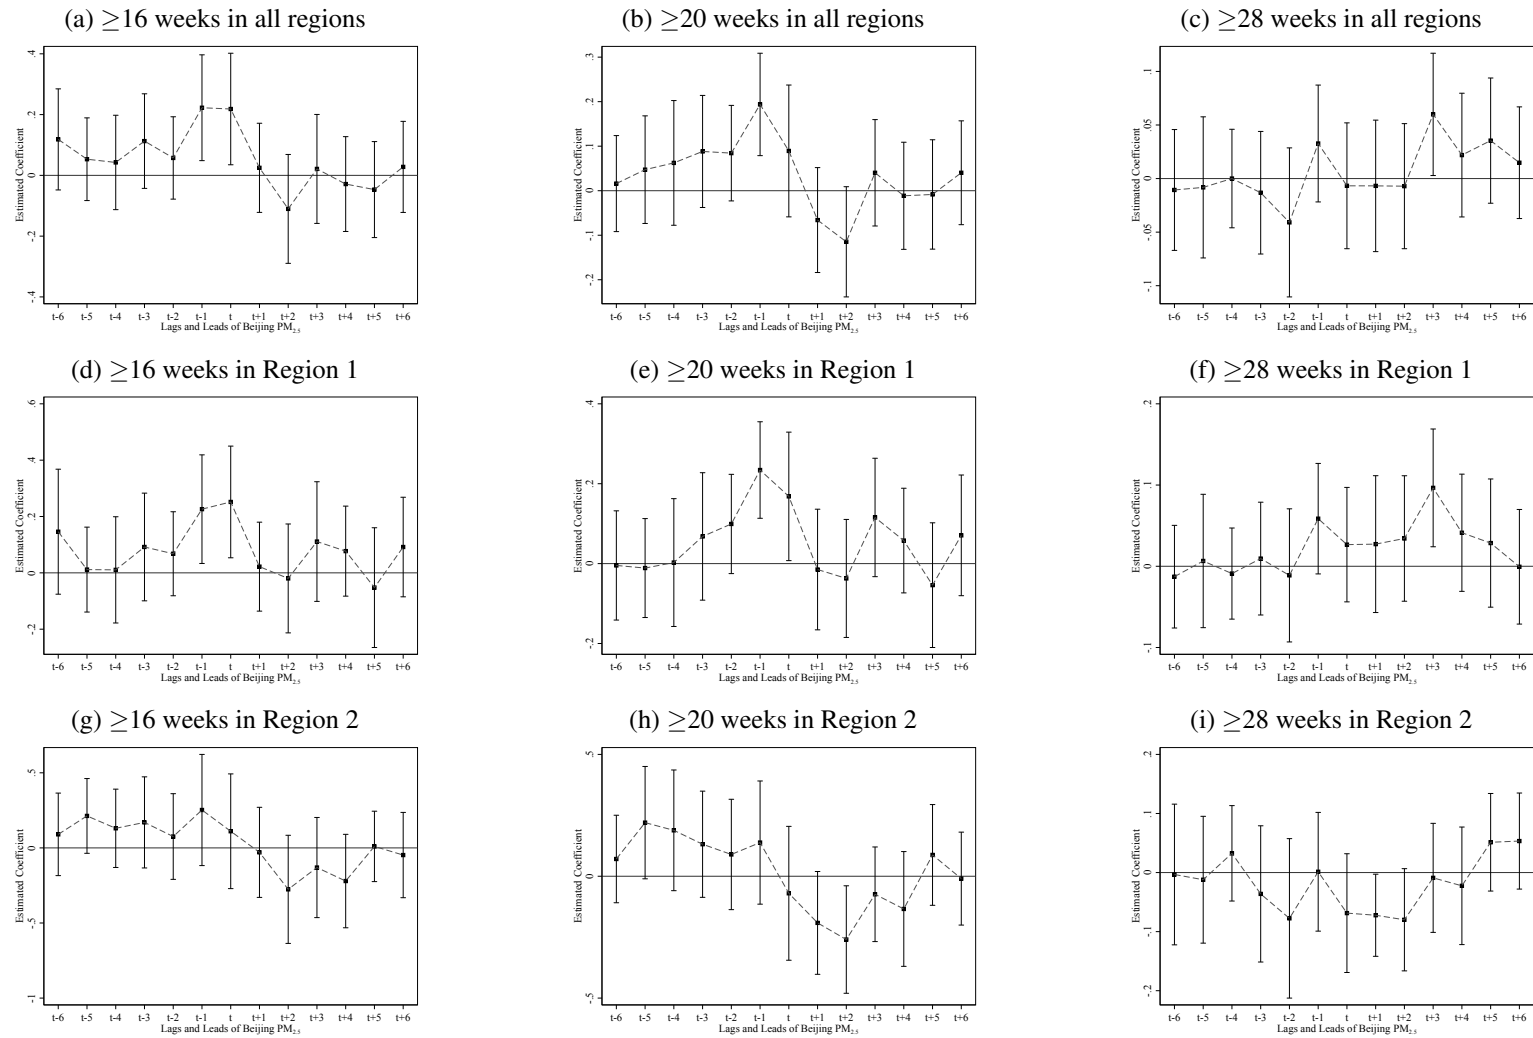 (a) ≥16 weeks in all regions
(b) ≥20 weeks in all regions
(c) ≥28 weeks in all regions
Estimated Coefficient
.4
.2
0
-.2
-.4
t-6 t-5 t-4 t-3 t-2 t-1 t t+1 t+2 t+3 t+4 t+5 t+6
Lags and Leads of Beijing PM2.5
Estimated Coefficient
.3
.2
.1
0
-.1
-.2
t-6 t-5 t-4 t-3 t-2 t-1 t t+1 t+2 t+3 t+4 t+5 t+6
Lags and Leads of Beijing PM2.5
Estimated Coefficient
.1
.05
0
-.05
-.1
t-6 t-5 t-4 t-3 t-2 t-1 t t+1 t+2 t+3 t+4 t+5 t+6
Lags and Leads of Beijing PM2.5
(d) ≥16 weeks in Region 1
(e) ≥20 weeks in Region 1
(f) ≥28 weeks in Region 1
Estimated Coefficient
.6
.4
.2
0
-.2
t-6 t-5 t-4 t-3 t-2 t-1 t t+1 t+2 t+3 t+4 t+5 t+6
Lags and Leads of Beijing PM2.5
Estimated Coefficient
.4
.2
0
-.2
t-6 t-5 t-4 t-3 t-2 t-1 t t+1 t+2 t+3 t+4 t+5 t+6
Lags and Leads of Beijing PM2.5
Estimated Coefficient
.2
.1
0
-.1
t-6 t-5 t-4 t-3 t-2 t-1 t t+1 t+2 t+3 t+4 t+5 t+6
Lags and Leads of Beijing PM2.5
(g) ≥16 weeks in Region 2
(h) ≥20 weeks in Region 2
(i) ≥28 weeks in Region 2
Estimated Coefficient
.5
0
-.5
-1
t-6 t-5 t-4 t-3 t-2 t-1 t t+1 t+2 t+3 t+4 t+5 t+6
Lags and Leads of Beijing PM2.5
Estimated Coefficient
.5
0
-.5
t-6 t-5 t-4 t-3 t-2 t-1 t t+1 t+2 t+3 t+4 t+5 t+6
Lags and Leads of Beijing PM2.5
Estimated Coefficient
.2
.1
0
-.1
-.2
t-6 t-5 t-4 t-3 t-2 t-1 t t+1 t+2 t+3 t+4 t+5 t+6
Lags and Leads of Beijing PM2.5